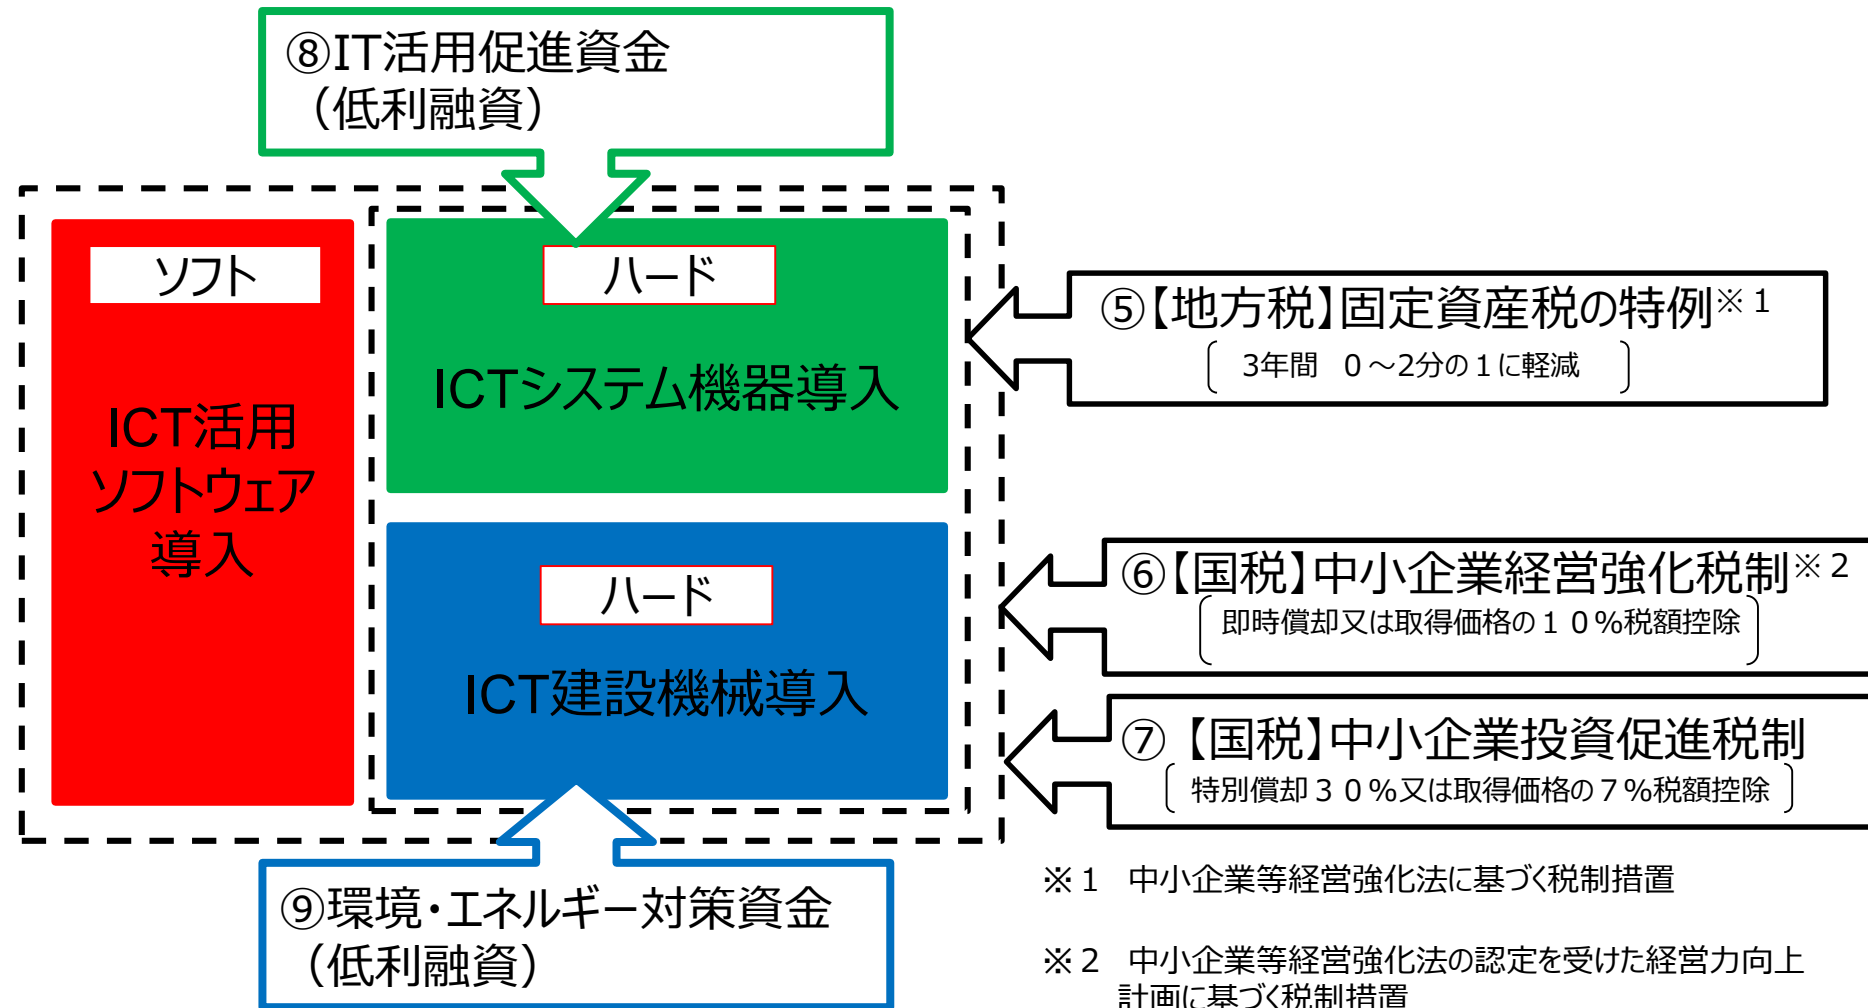 ⑧IT活用促進資金
（低利融資）
ソフト
ICT活用
ソフトウェア
導入
ハード
ICTシステム機器導入
ハード
ICT建設機械導入
⑤【地方税】固定資産税の特例※１
3年間　０～2分の１に軽減
⑥【国税】中小企業経営強化税制※２
即時償却又は取得価格の１０％税額控除
⑦【国税】中小企業投資促進税制
特別償却３０％又は取得価格の７％税額控除
⑨環境・エネルギー対策資金
（低利融資）
※１　中小企業等経営強化法に基づく税制措置
※２　中小企業等経営強化法の認定を受けた経営力向上
計画に基づく税制措置